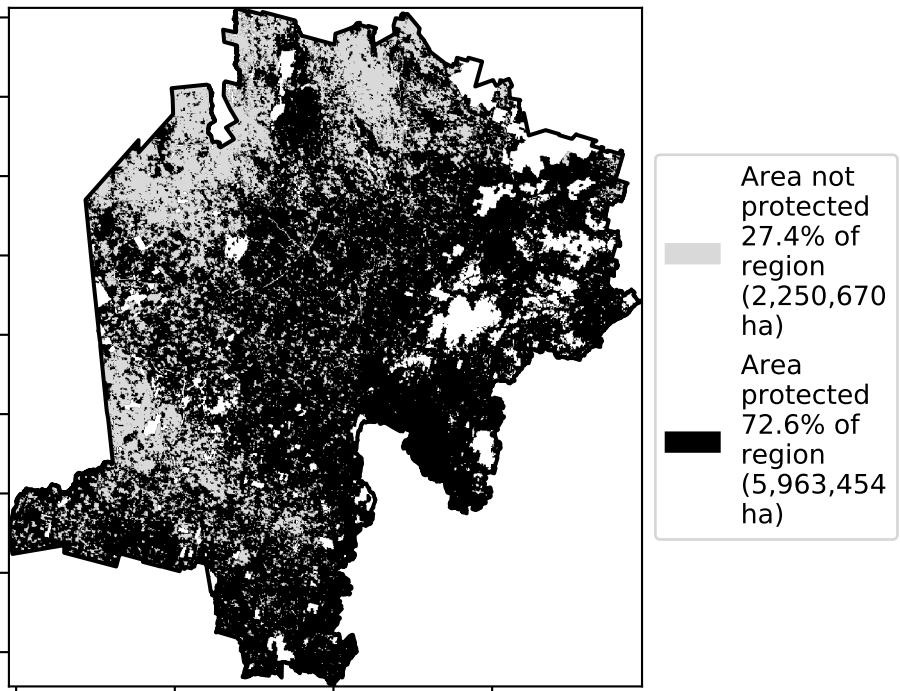 Area not
protected
27.4% of
region
(2,250,670
ha)
Area
protected
72.6% of
region
(5,963,454
ha)